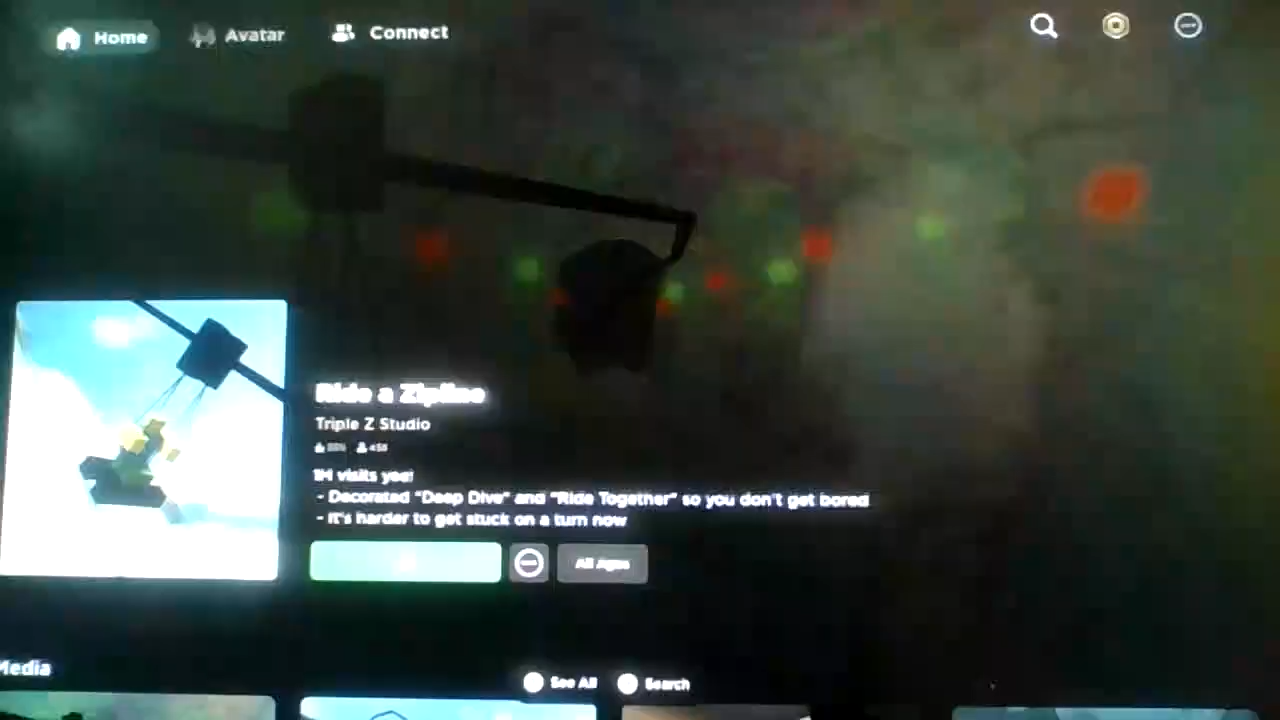 Home
Avatar
Connect
Ride a Zipline
Triple Z Studio
1M visits yee!
- Decorated "Deep Dive" and "Ride Together" so you don't get bored
- It's harder to get stuck on a turn now
All Ages
Media
See All
Search